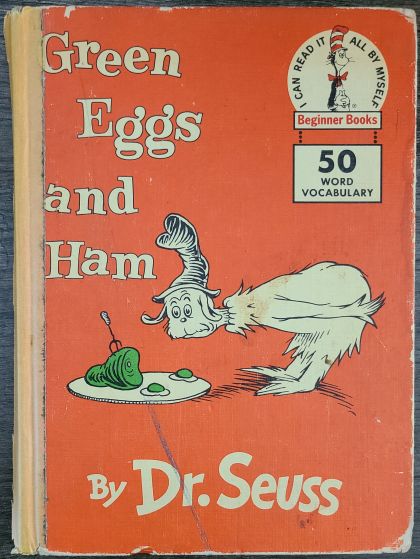 Green
Eggs
and
Ham
I CAN READ IT ALL BY MYSELF
Beginner Books
50
WORD
VOCABULARY
By Dr. Seuss